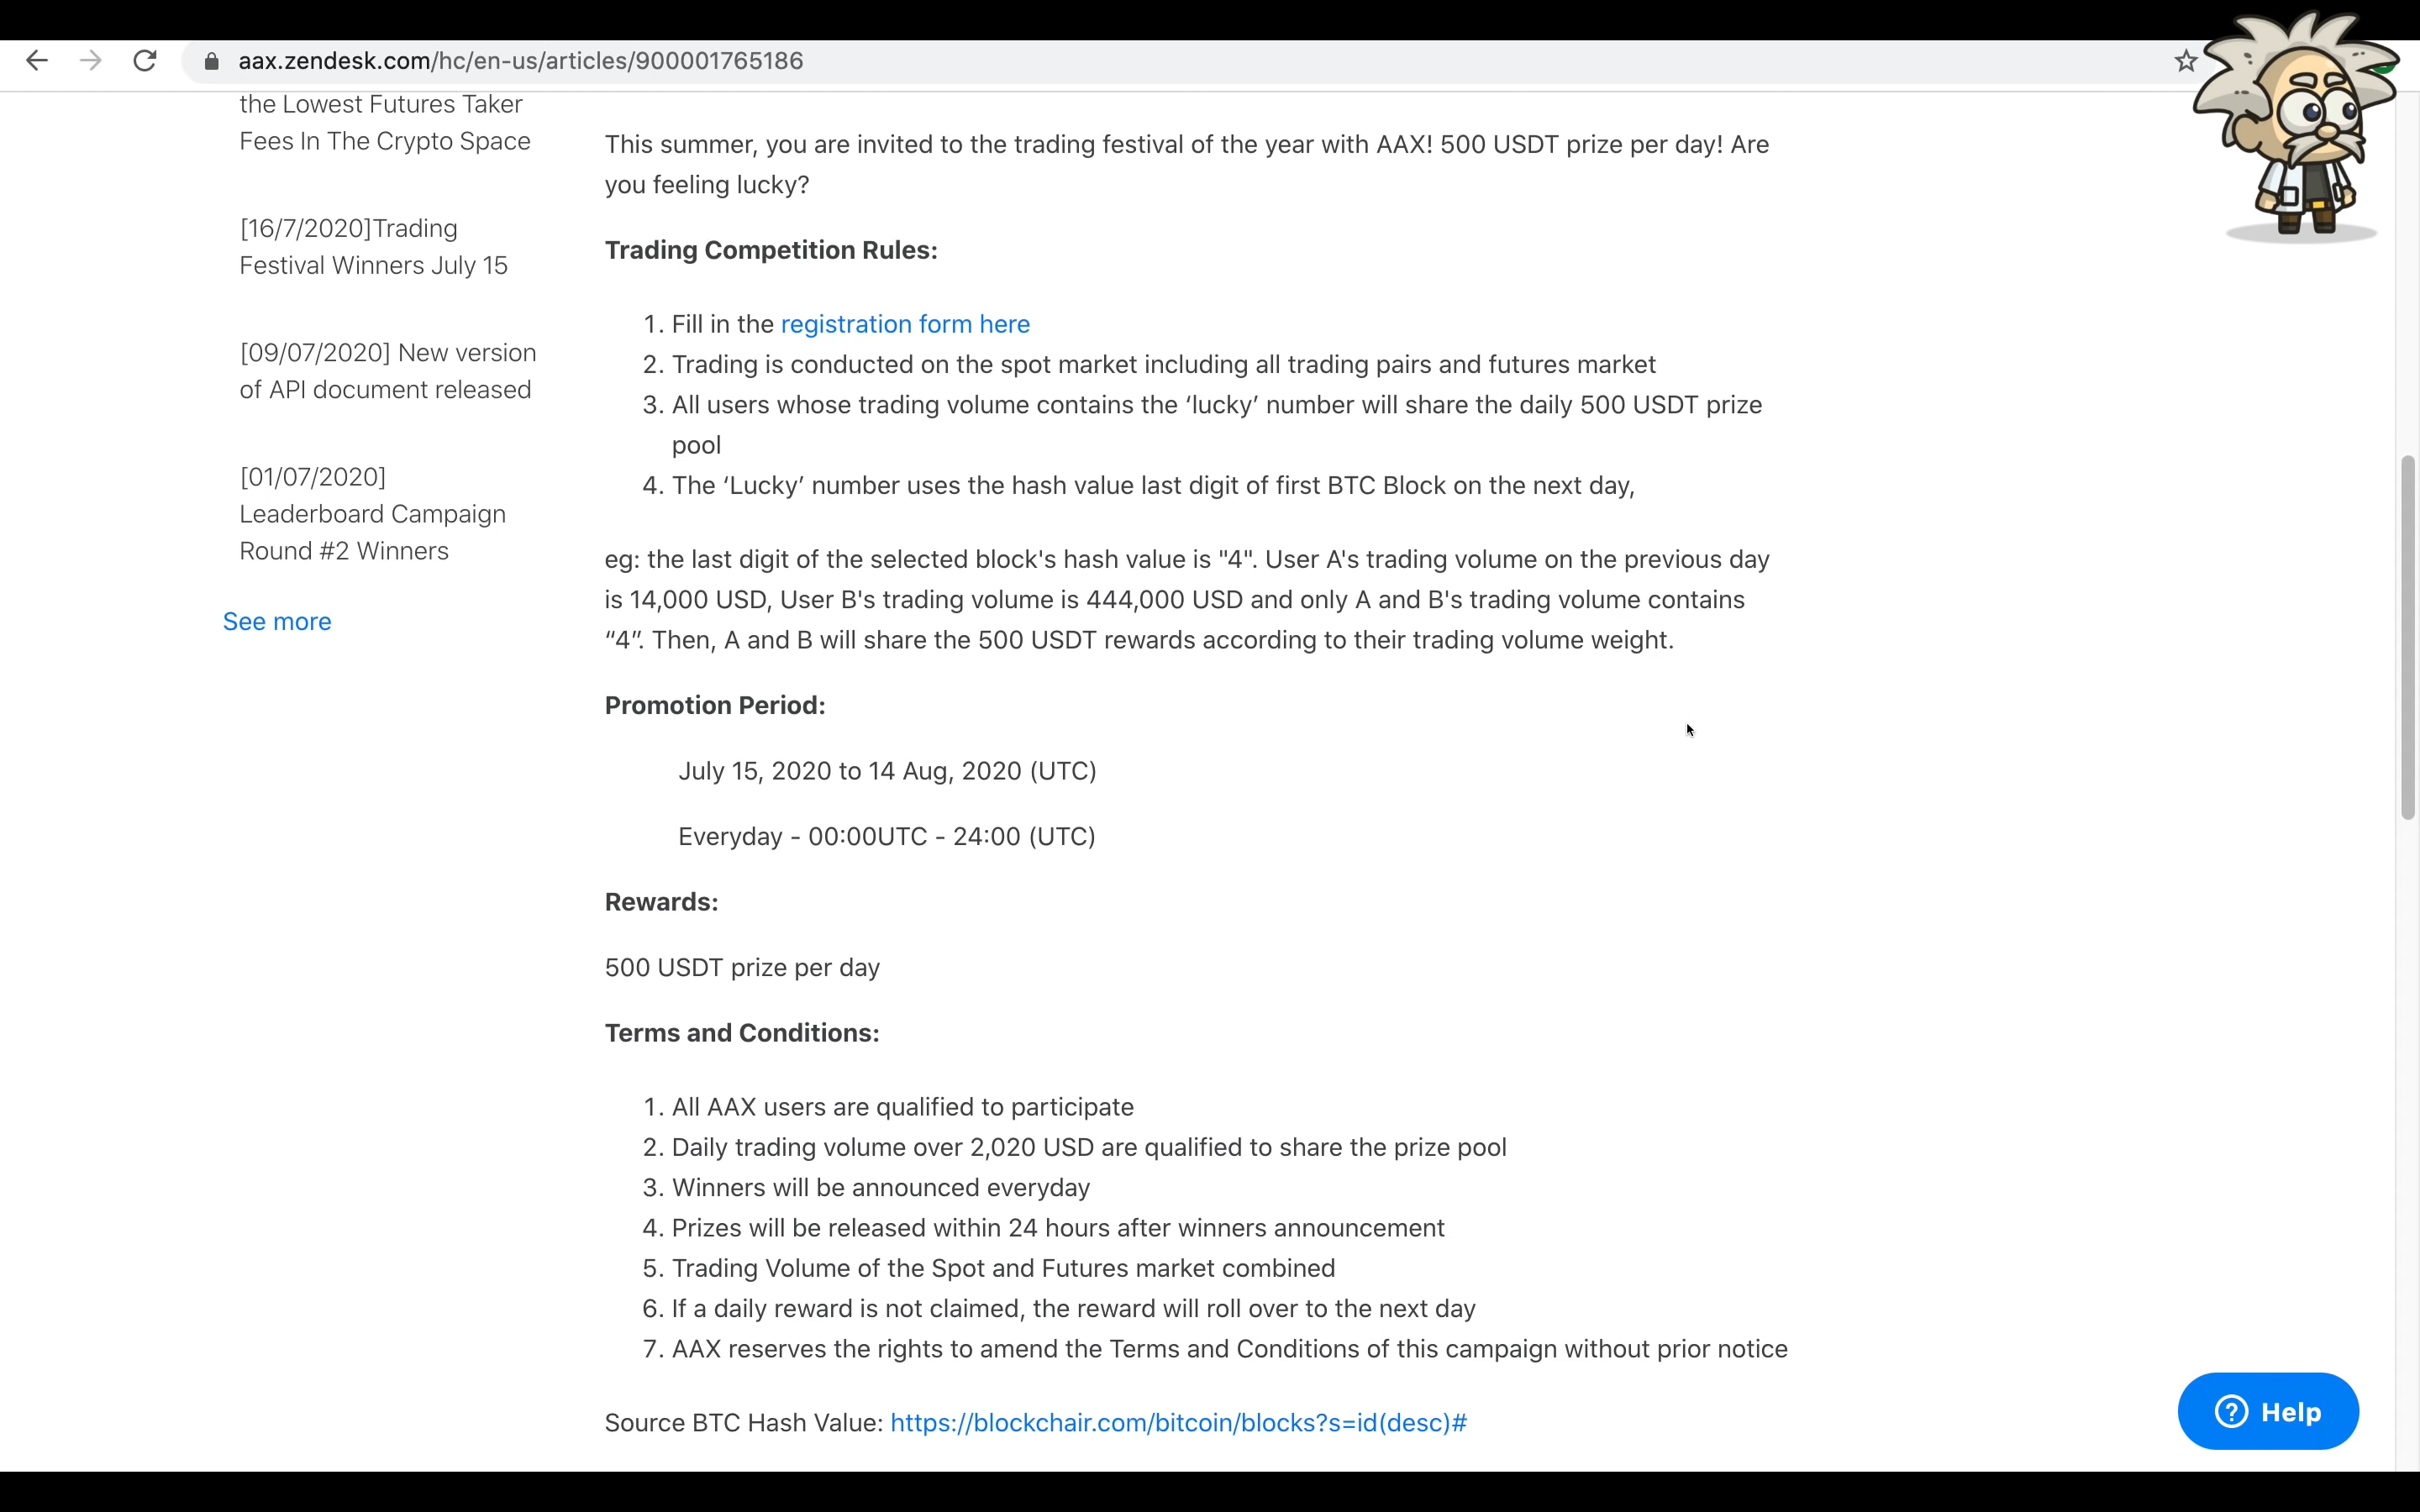 aax.zendesk.com/hc/en-us/articles/900001765186
the Lowest Futures Taker
Fees In The Crypto Space
[16/7/2020]Trading
Festival Winners July 15
[09/07/2020] New version
of API document released
[01/07/2020]
Leaderboard Campaign
Round #2 Winners
See more
This summer, you are invited to the trading festival of the year with AAX! 500 USDT prize per day! Are
you feeling lucky?
Trading Competition Rules:
1. Fill in the registration form here
2. Trading is conducted on the spot market including all trading pairs and futures market
3. All users whose trading volume contains the ‘lucky’ number will share the daily 500 USDT prize
pool
4. The ‘Lucky’ number uses the hash value last digit of first BTC Block on the next day,
eg: the last digit of the selected block's hash value is "4". User A's trading volume on the previous day
is 14,000 USD, User B's trading volume is 444,000 USD and only A and B's trading volume contains
“4”. Then, A and B will share the 500 USDT rewards according to their trading volume weight.
Promotion Period:
July 15, 2020 to 14 Aug, 2020 (UTC)
Everyday - 00:00UTC - 24:00 (UTC)
Rewards:
500 USDT prize per day
Terms and Conditions:
1. All AAX users are qualified to participate
2. Daily trading volume over 2,020 USD are qualified to share the prize pool
3. Winners will be announced everyday
4. Prizes will be released within 24 hours after winners announcement
5. Trading Volume of the Spot and Futures market combined
6. If a daily reward is not claimed, the reward will roll over to the next day
7. AAX reserves the rights to amend the Terms and Conditions of this campaign without prior notice
Source BTC Hash Value: https://blockchair.com/bitcoin/blocks?s=id(desc)#
Help